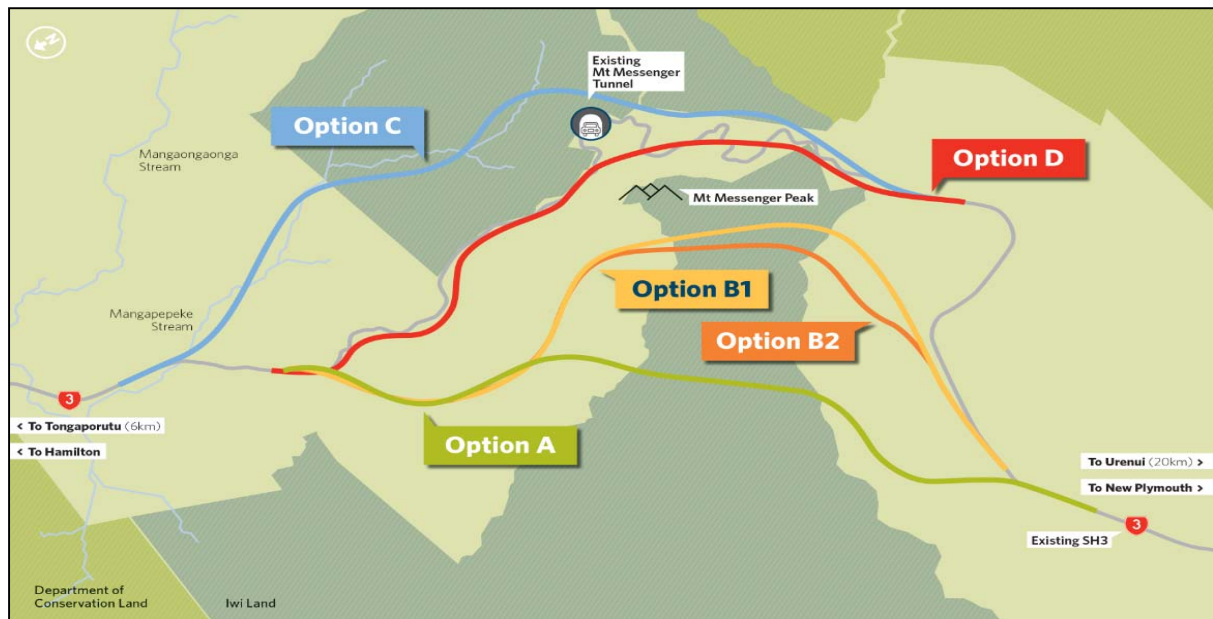 N
Existing
Mt Messenger
Tunnel
Option C
Mangaongaonga
Stream
Option D
Mt Messenger Peak
Option B1
Mangapepeke
Stream
Option B2
3
< To Tongaporutu (6km)
< To Hamilton
Option A
To Urenui (20km) >
To New Plymouth >
3
Existing SH3
Department of
Conservation Land
Iwi Land